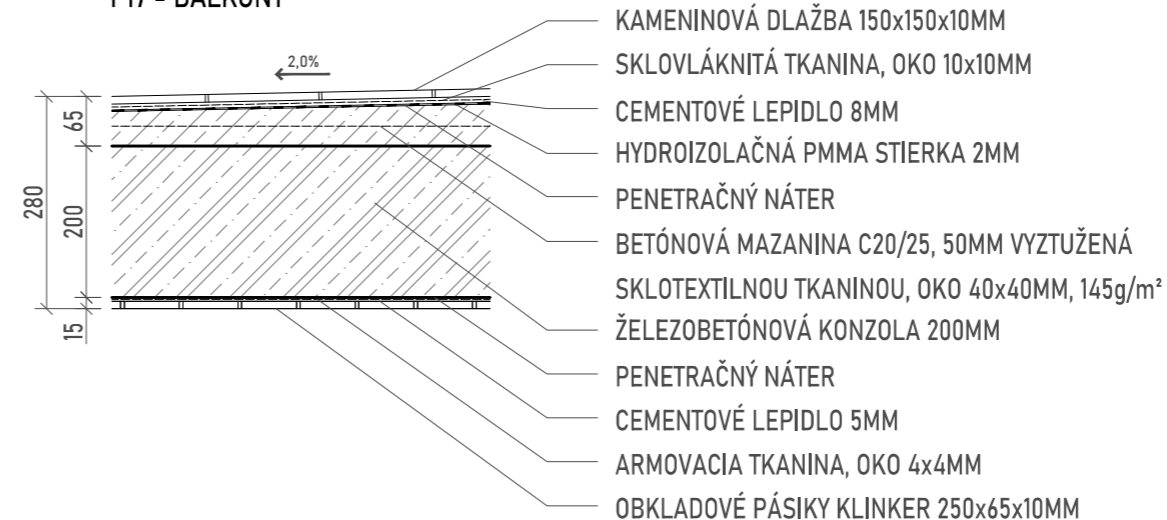 BALKÓNY
KAMENINOVÁ DLAŽBA 150x150x10MM
2,0%
SKLOVLÁKNITÁ TKANINA, OKO 10x10MM
CEMENTOVÉ LEPIDLO 8MM
65
HYDROIZOLAČNÁ PMMA STIERKA 2MM
PENETRAČNÝ NÁTER
280
200
BETÓNOVÁ MAZANINA C20/25, 50MM VYZTUŽENÁ
SKLOTEXTILNOU TKANINOU, OKO 40x40MM, 145g/m²
15
ŽELEZOBETÓNOVÁ KONZOLA 200MM
PENETRAČNÝ NÁTER
CEMENTOVÉ LEPIDLO 5MM
ARMOVACIA TKANINA, OKO 4x4MM
OBKLADOVÉ PÁSIKY KLINKER 250x65x10MM